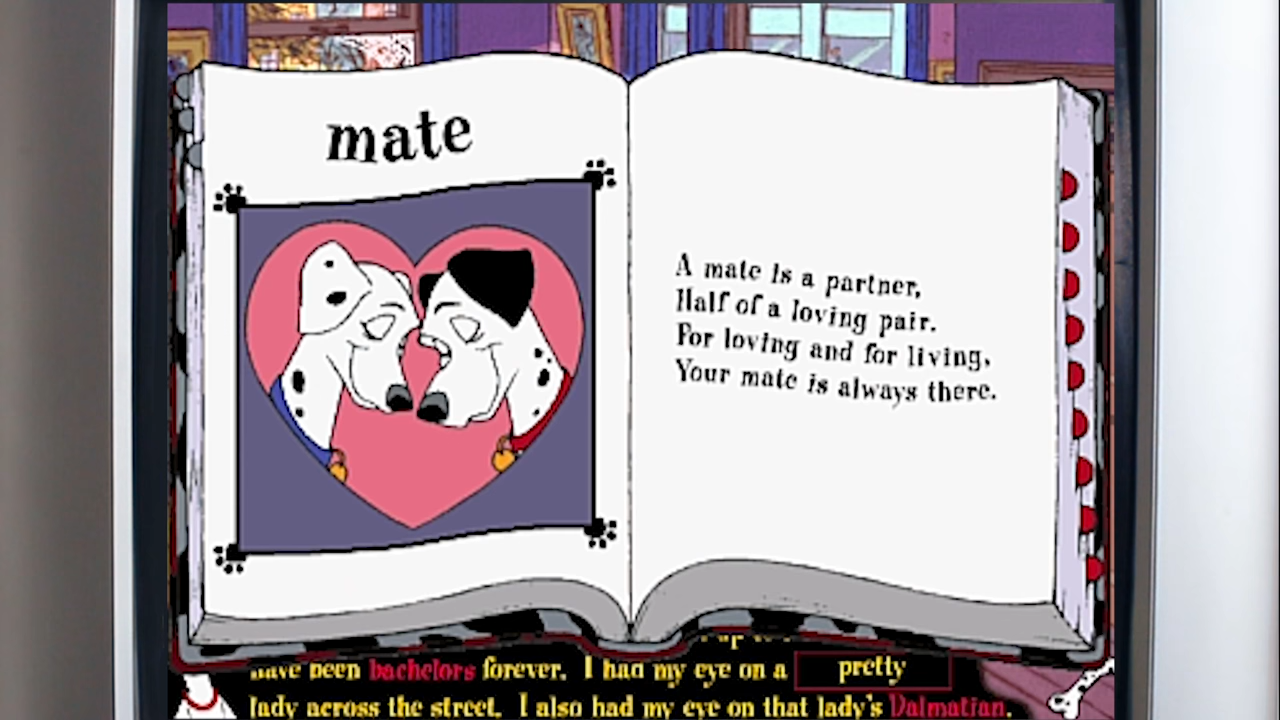 mate
A mate is a partner,
Half of a loving pair.
For loving and for living,
Your mate is always there.
have been bachelors forever. I had my eye on a pretty
lady across the street. I also had my eye on that lady's Dalmatian.